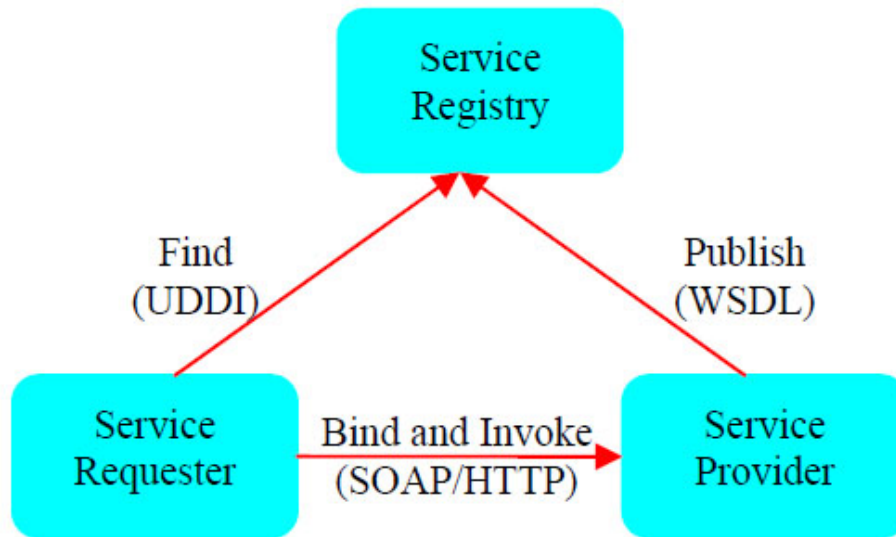 Service
Registry
Find
(UDDI)
Publish
(WSDL)
Service
Requester
Bind and Invoke
(SOAP/HTTP)
Service
Provider